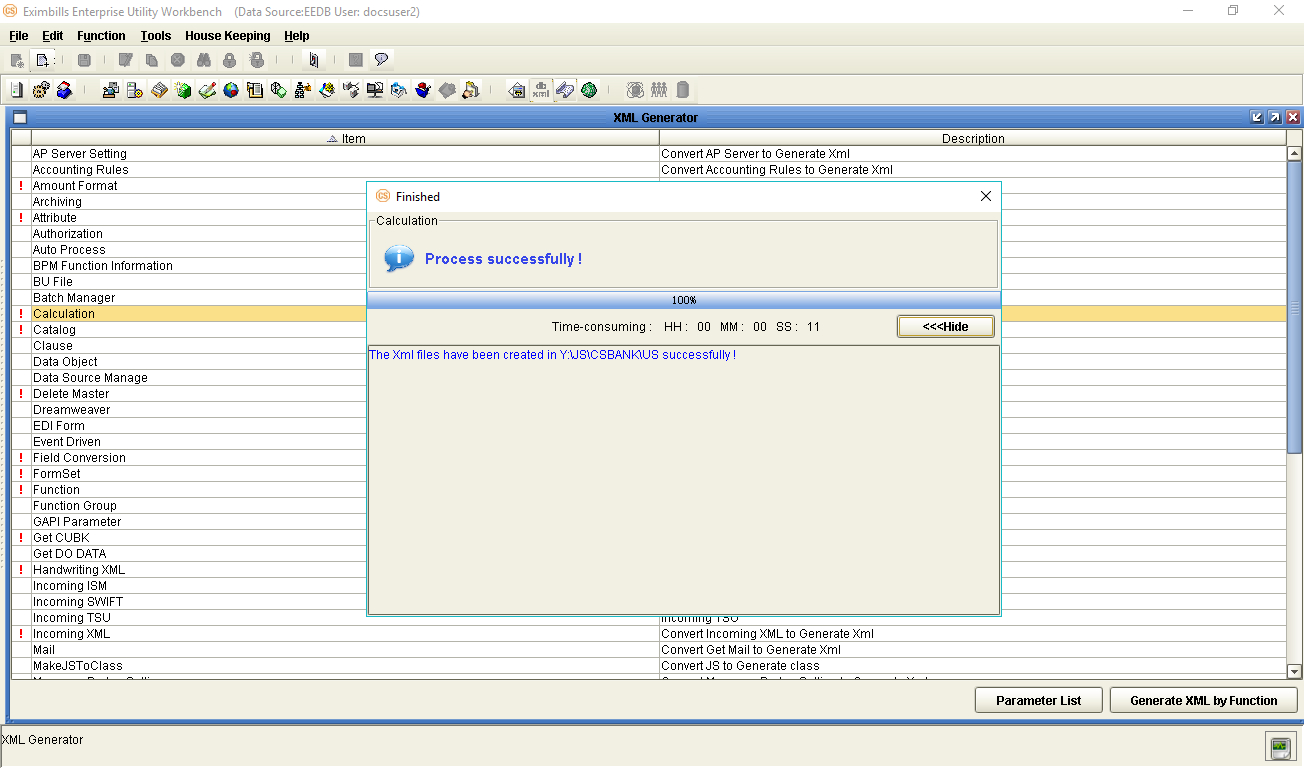 Eximbills Enterprise Utility Workbench (Data Source:EEDB User: docsuser2)
File Edit Function Tools House Keeping Help
XML Generator
Item Description
AP Server Setting Convert AP Server to Generate Xml
Accounting Rules Convert Accounting Rules to Generate Xml
! Amount Format
Archiving
! Attribute
Authorization
Auto Process
BPM Function Information
BU File
Batch Manager
! Calculation
! Catalog
Clause
Data Object
Data Source Manage
! Delete Master
Dreamweaver
EDI Form
Event Driven
! Field Conversion
! FormSet
! Function
Function Group
GAPI Parameter
! Get CUBK
Get DO DATA
! Handwriting XML
Incoming ISM
Incoming SWIFT
Incoming TSU Incoming TSU
! Incoming XML Convert Incoming XML to Generate Xml
Mail Convert Get Mail to Generate Xml
MakeJSToClass Convert JS to Generate class
CS Finished
Calculation
Process successfully !
100%
Time-consuming : HH : 00 MM : 00 SS : 11 <<<Hide
The Xml files have been created in Y:\JS\CSBANK\US successfully !
Parameter List Generate XML by Function
XML Generator